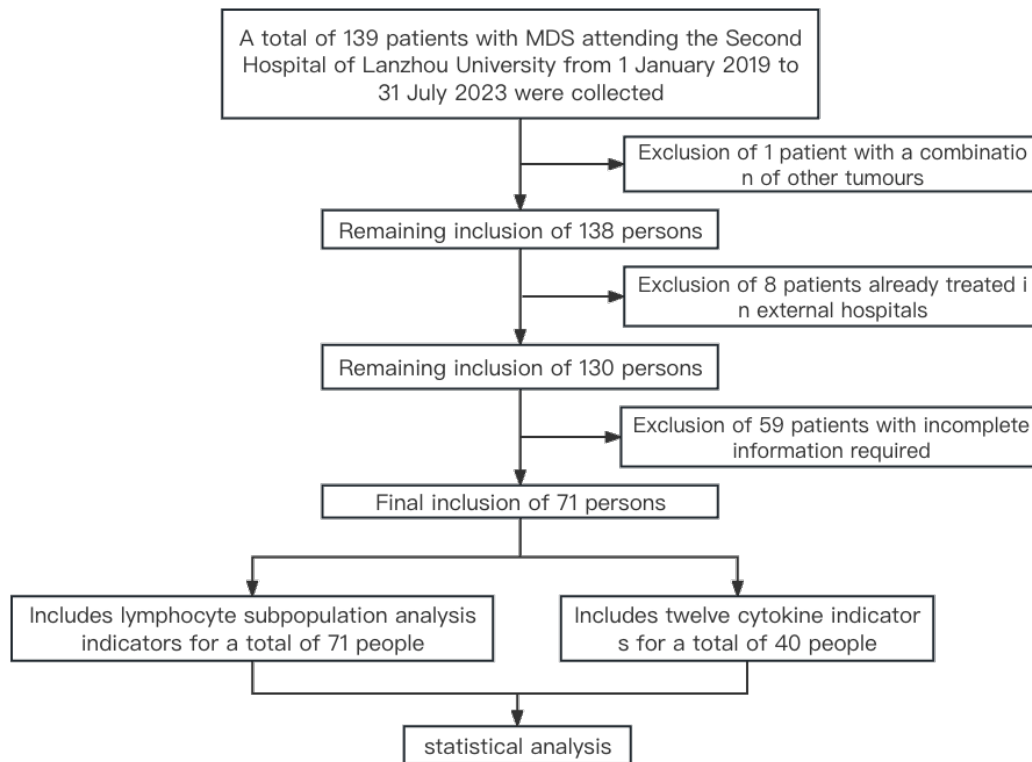 A total of 139 patients with MDS attending the Second
Hospital of Lanzhou University from 1 January 2019 to
31 July 2023 were collected
Exclusion of 1 patient with a combinatio
n of other tumours
Remaining inclusion of 138 persons
Exclusion of 8 patients already treated i
n external hospitals
Remaining inclusion of 130 persons
Exclusion of 59 patients with incomplete
information required
Final inclusion of 71 persons
Includes lymphocyte subpopulation analysis
indicators for a total of 71 people
Includes twelve cytokine indicator
s for a total of 40 people
statistical analysis